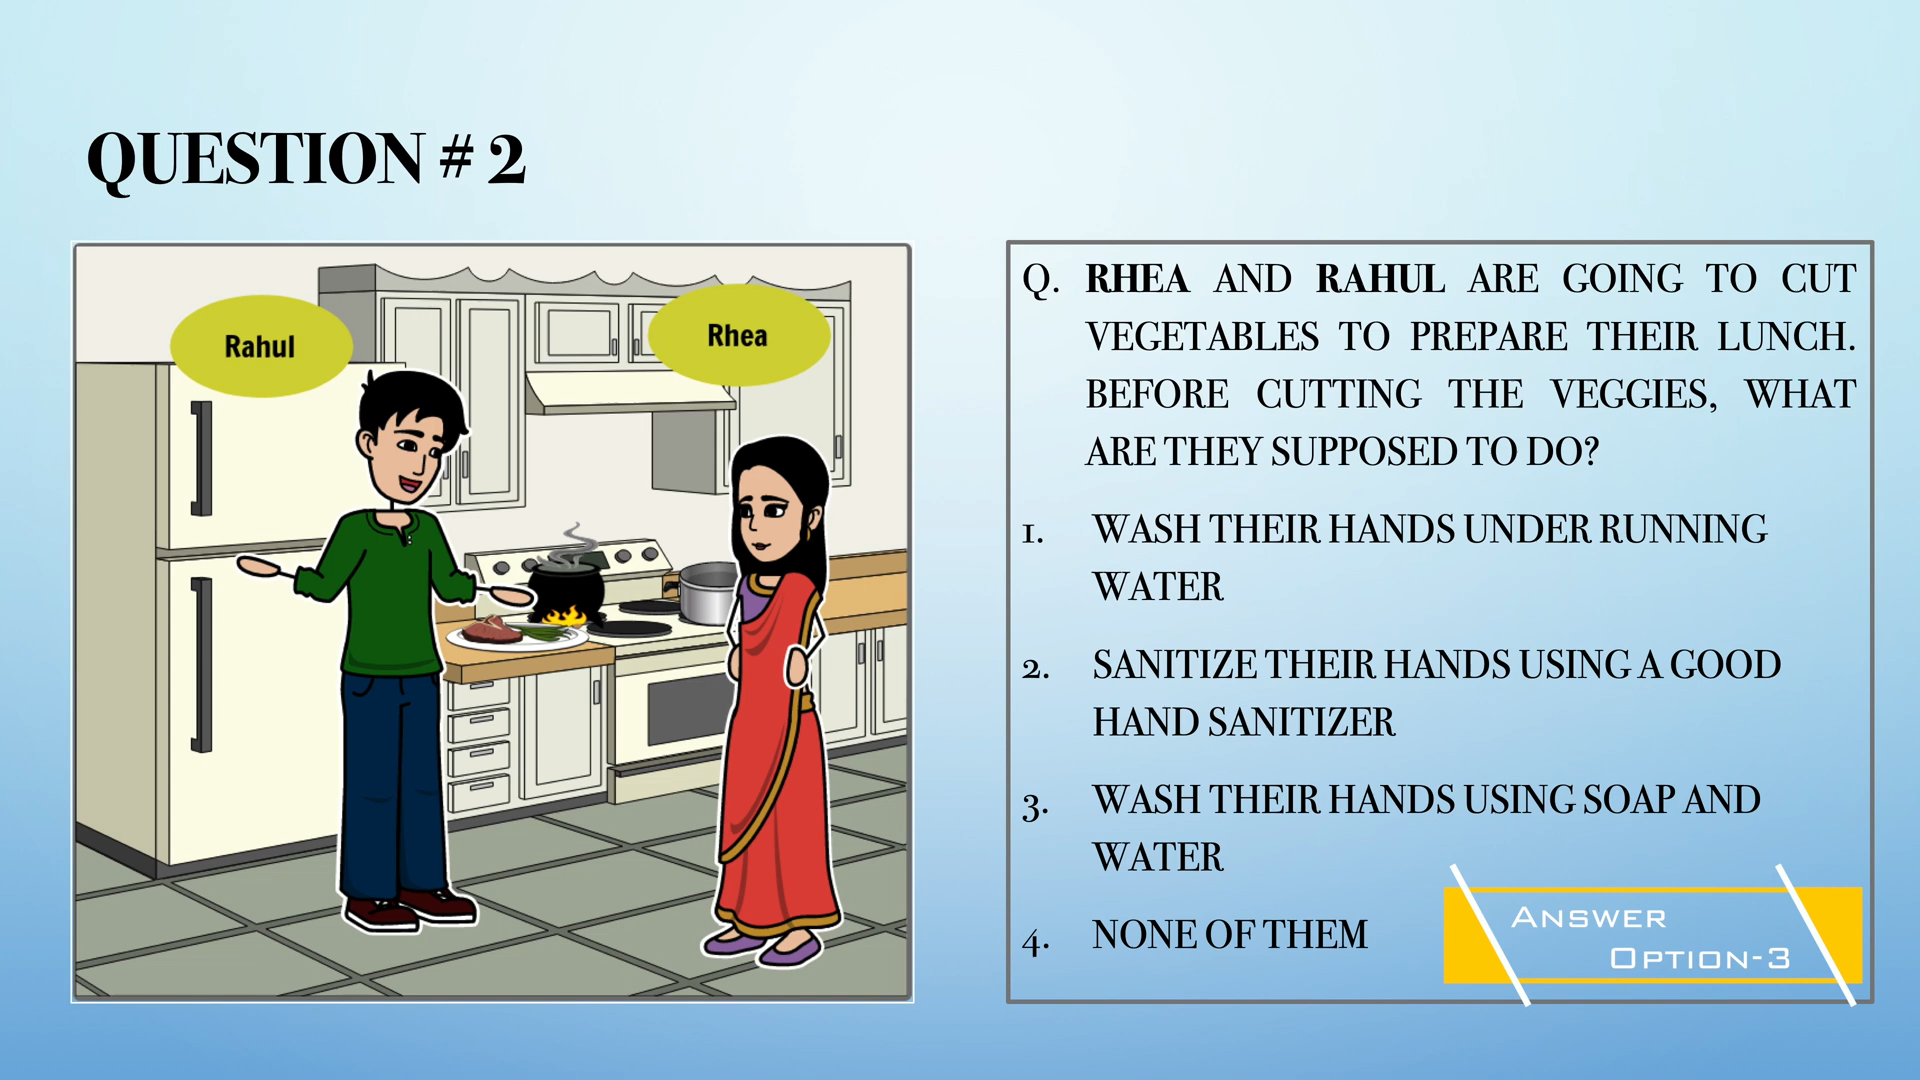 QUESTION # 2
Rahul
Rhea
Q. RHEA AND RAHUL ARE GOING TO CUT
VEGETABLES TO PREPARE THEIR LUNCH.
BEFORE CUTTING THE VEGGIES, WHAT
ARE THEY SUPPOSED TO DO?
1. WASH THEIR HANDS UNDER RUNNING
WATER
2. SANITIZE THEIR HANDS USING A GOOD
HAND SANITIZER
3. WASH THEIR HANDS USING SOAP AND
WATER
4. NONE OF THEM
ANSWER
OPTION-3